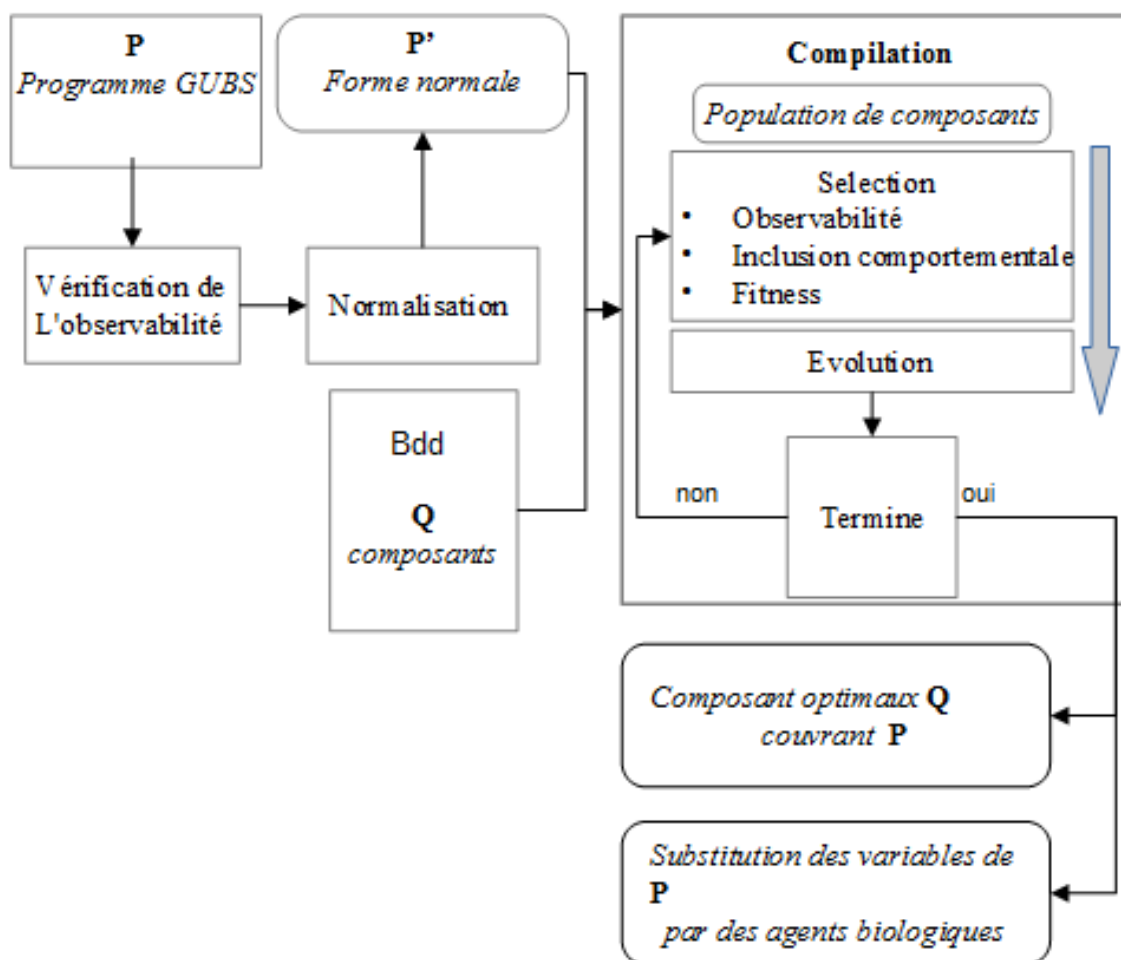 P
Programme GUBS
P’
Forme normale
Vérification de
L'observabilité
Normalisation
Bdd
Q
composants
Compilation
Population de composants
Selection
• Observabilité
• Inclusion comportementale
• Fitness
Evolution
non
Termine
oui
Composant optimaux Q
couvrant P
Substitution des variables de
P
par des agents biologiques